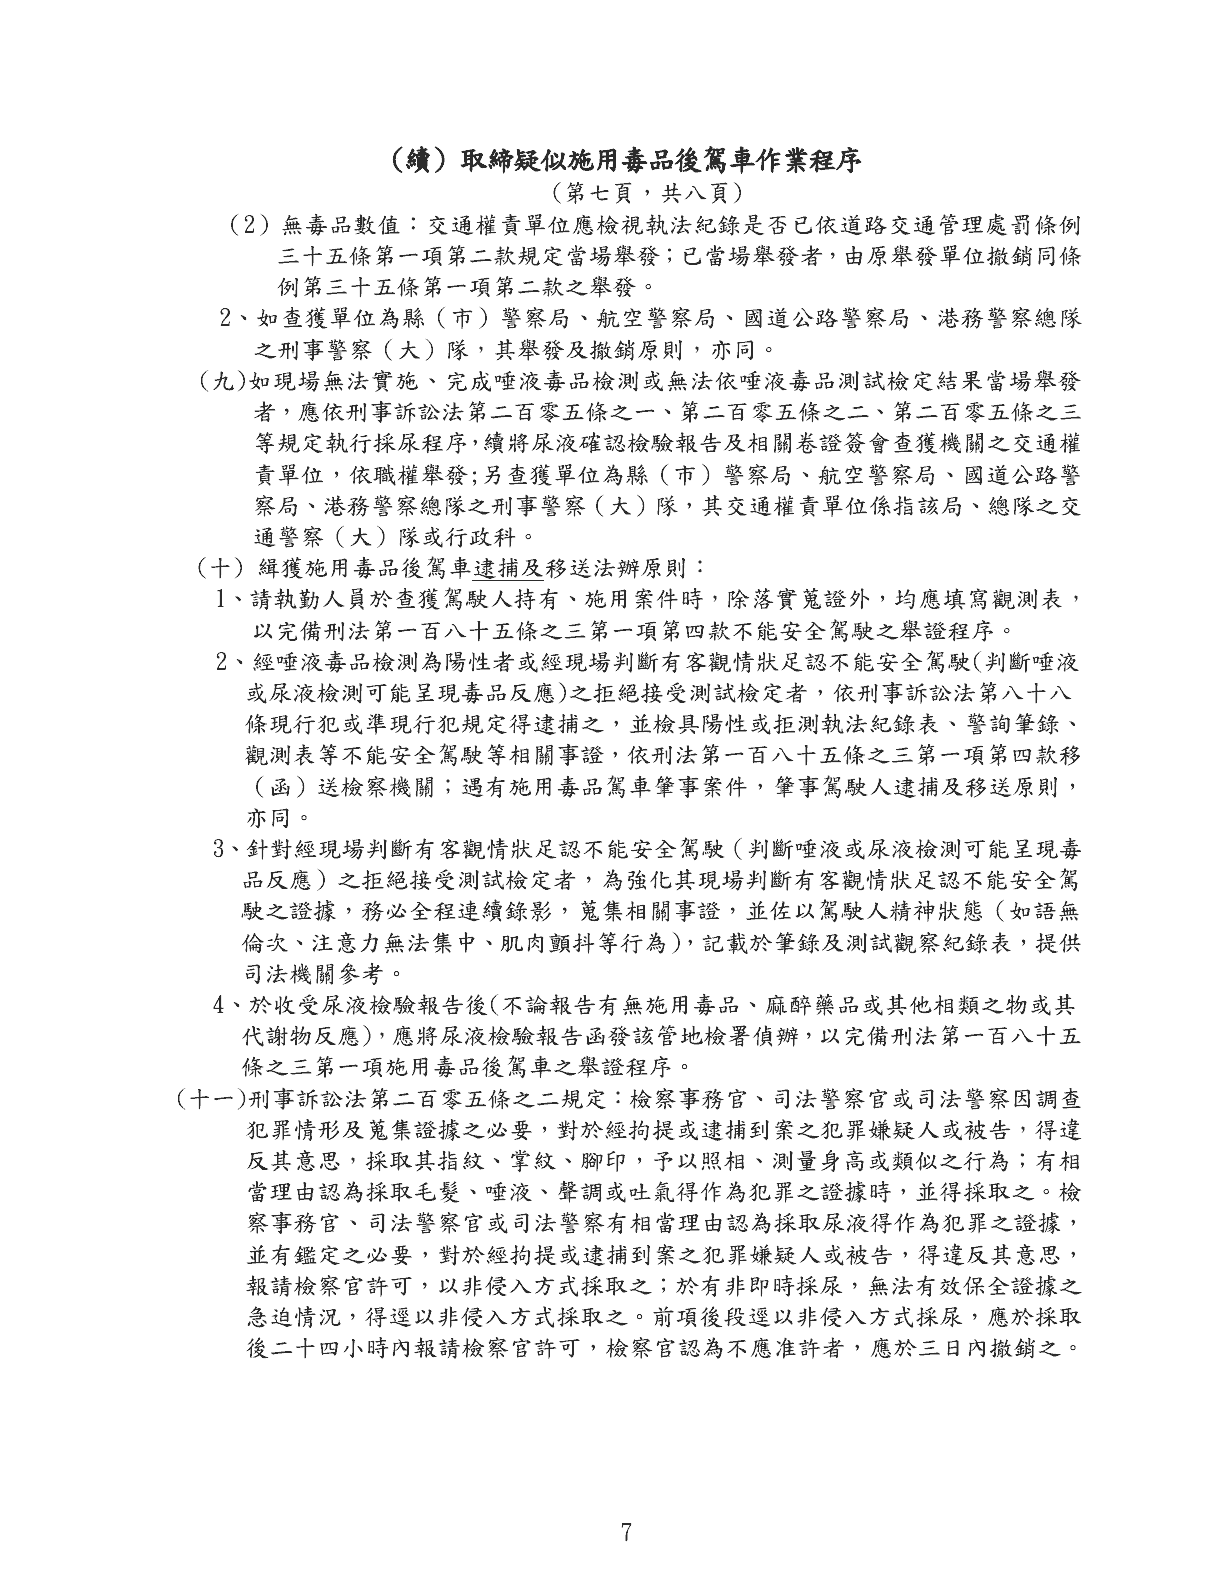 （續）取締疑似施用毒品後駕車作業程序
（第七頁，共八頁）
（2）無毒品數值：交通權責單位應檢視執法紀錄是否已依道路交通管理處罰條例
三十五條第一項第二款規定當場舉發；已當場舉發者，由原舉發單位撤銷同條
例第三十五條第一項第二款之舉發。
2、如查獲單位為縣（市）警察局、航空警察局、國道公路警察局、港務警察總隊
之刑事警察（大）隊，其舉發及撤銷原則，亦同。
(九)如現場無法實施、完成唾液毒品檢測或無法依唾液毒品測試檢定結果當場舉發
者，應依刑事訴訟法第二百零五條之一、第二百零五條之二、第二百零五條之三
等規定執行採尿程序，續將尿液確認檢驗報告及相關卷證簽會查獲機關之交通權
責單位，依職權舉發；另查獲單位為縣（市）警察局、航空警察局、國道公路警
察局、港務警察總隊之刑事警察（大）隊，其交通權責單位係指該局、總隊之交
通警察（大）隊或行政科。
(十) 緝獲施用毒品後駕車逮捕及移送法辦原則：
1、請執勤人員於查獲駕駛人持有、施用案件時，除落實蒐證外，均應填寫觀測表，
以完備刑法第一百八十五條之三第一項第四款不能安全駕駛之舉證程序。
2、經唾液毒品檢測為陽性者或經現場判斷有客觀情狀足認不能安全駕駛(判斷唾液
或尿液檢測可能呈現毒品反應)之拒絕接受測試檢定者，依刑事訴訟法第八十八
條現行犯或準現行犯規定得逮捕之，並檢具陽性或拒測執法紀錄表、警詢筆錄、
觀測表等不能安全駕駛等相關事證，依刑法第一百八十五條之三第一項第四款移
（函）送檢察機關；遇有施用毒品駕車肇事案件，肇事駕駛人逮捕及移送原則，
亦同。
3、針對經現場判斷有客觀情狀足認不能安全駕駛（判斷唾液或尿液檢測可能呈現毒
品反應）之拒絕接受測試檢定者，為強化其現場判斷有客觀情狀足認不能安全駕
駛之證據，務必全程連續錄影，蒐集相關事證，並佐以駕駛人精神狀態（如語無
倫次、注意力無法集中、肌肉顫抖等行為），記載於筆錄及測試觀察紀錄表，提供
司法機關參考。
4、於收受尿液檢驗報告後(不論報告有無施用毒品、麻醉藥品或其他相類之物或其
代謝物反應)，應將尿液檢驗報告函發該管地檢署偵辦，以完備刑法第一百八十五
條之三第一項施用毒品後駕車之舉證程序。
(十一)刑事訴訟法第二百零五條之二規定：檢察事務官、司法警察官或司法警察因調查
犯罪情形及蒐集證據之必要，對於經拘提或逮捕到案之犯罪嫌疑人或被告，得違
反其意思，採取其指紋、掌紋、腳印，予以照相、測量身高或類似之行為；有相
當理由認為採取毛髮、唾液、聲調或吐氣得作為犯罪之證據時，並得採取之。檢
察事務官、司法警察官或司法警察有相當理由認為採取尿液得作為犯罪之證據，
並有鑑定之必要，對於經拘提或逮捕到案之犯罪嫌疑人或被告，得違反其意思，
報請檢察官許可，以非侵入方式採取之；於有非即時採尿，無法有效保全證據之
急迫情況，得逕以非侵入方式採取之。前項後段逕以非侵入方式採尿，應於採取
後二十四小時內報請檢察官許可，檢察官認為不應准許者，應於三日內撤銷之。
7